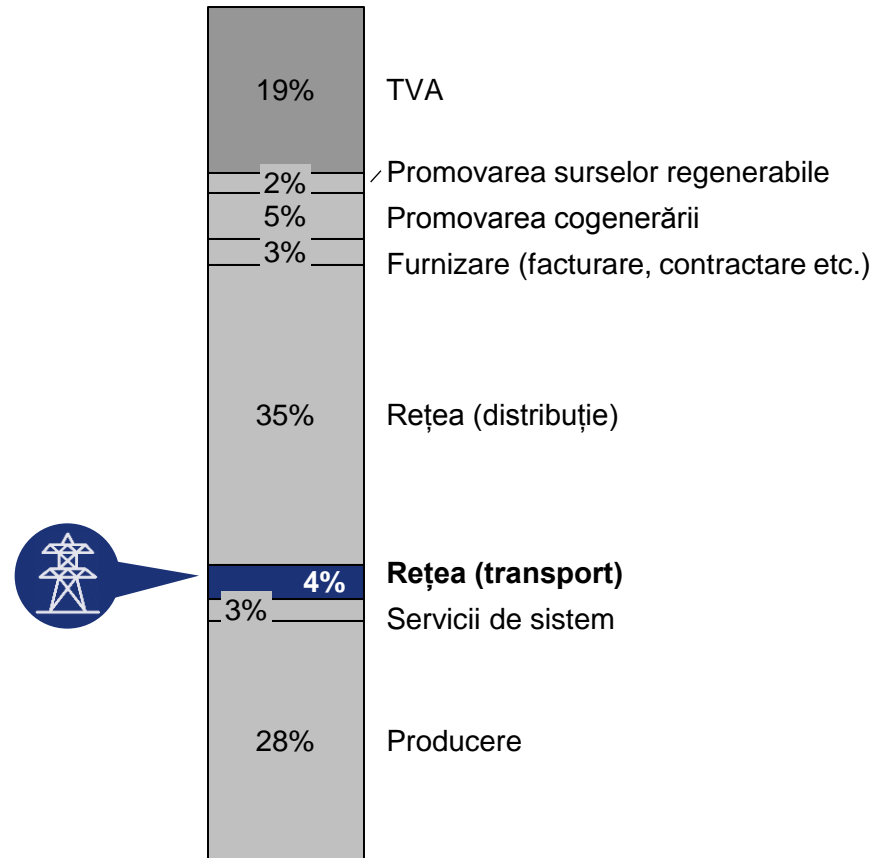 19% TVA
2% Promovarea surselor regenerabile
5% Promovarea cogenerării
3% Furnizare (facturare, contractare etc.)
35% Rețea (distribuție)
4% Rețea (transport)
3% Servicii de sistem
28% Producere